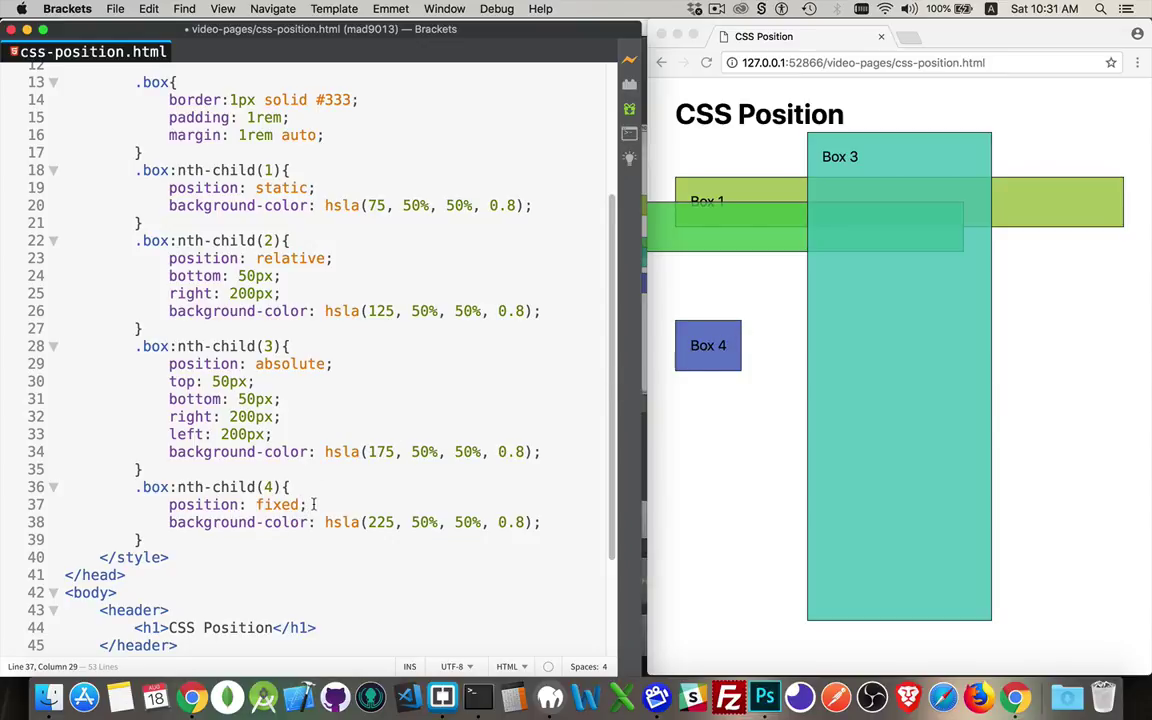 Brackets File Edit Find View Navigate Template Emmet Window Debug Help 100% Sat 10:31 AM
• video-pages/css-position.html (mad9013) — Brackets
css-position.html
12
13 .box{
14 border:1px solid #333;
15 padding: 1rem;
16 margin: 1rem auto;
17 }
18 .box:nth-child(1){
19 position: static;
20 background-color: hsla(75, 50%, 50%, 0.8);
21 }
22 .box:nth-child(2){
23 position: relative;
24 bottom: 50px;
25 right: 200px;
26 background-color: hsla(125, 50%, 50%, 0.8);
27 }
28 .box:nth-child(3){
29 position: absolute;
30 top: 50px;
31 bottom: 50px;
32 right: 200px;
33 left: 200px;
34 background-color: hsla(175, 50%, 50%, 0.8);
35 }
36 .box:nth-child(4){
37 position: fixed;
38 background-color: hsla(225, 50%, 50%, 0.8);
39 }
40 </style>
41 </head>
42 <body>
43 <header>
44 <h1>CSS Position</h1>
45 </header>
Line 37, Column 29 — 53 Lines INS UTF-8 HTML Spaces: 4
CSS Position
127.0.0.1:52866/video-pages/css-position.html
CSS Position
Box 3
Box 1
Box 4
AUG
18